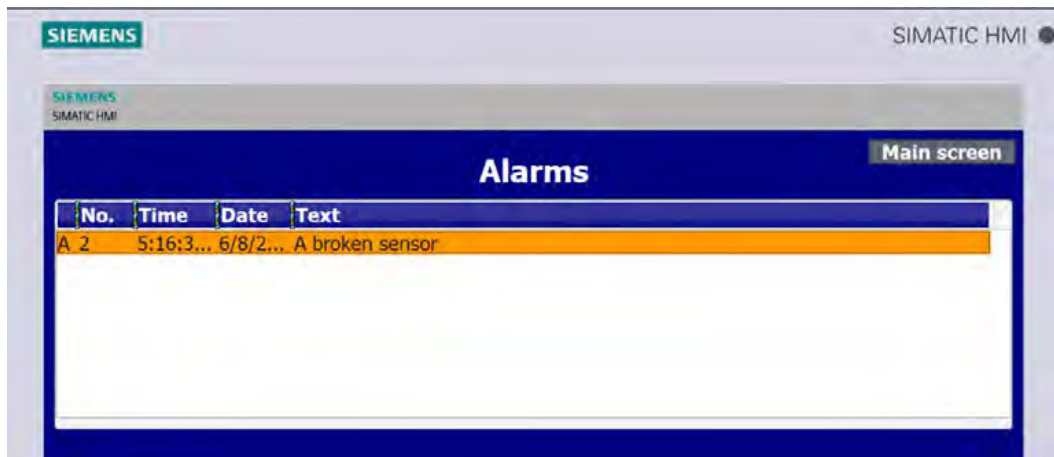 SIEMENS SIMATIC HMI
SIEMENS
SIMATIC HMI
Main screen
Alarms
No. Time Date Text
A 2 5:16:3... 6/8/2... A broken sensor